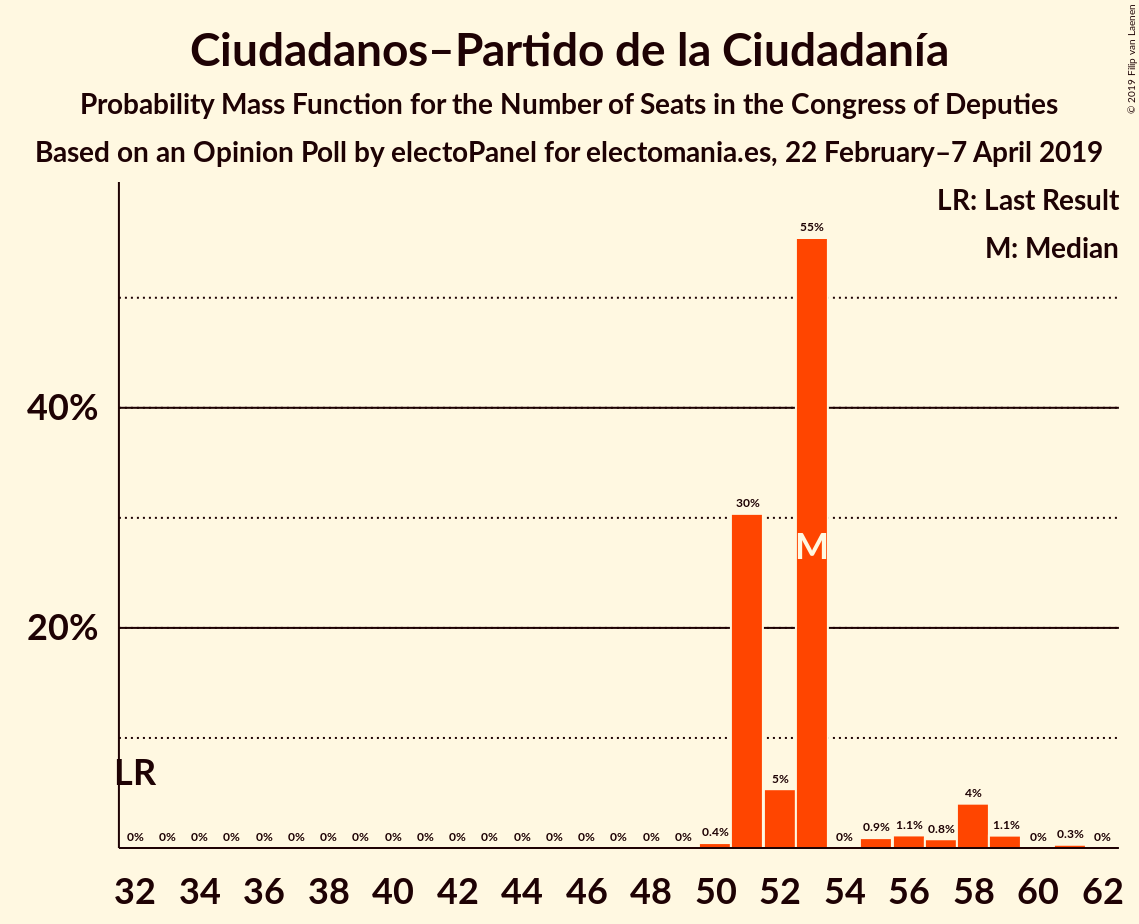 Ciudadanos–Partido de la Ciudadanía
Probability Mass Function for the Number of Seats in the Congress of Deputies
Based on an Opinion Poll by electoPanel for electomania.es, 22 February–7 April 2019
© 2019 Filip van Laenen
LR: Last Result
M: Median
55%
40%
30%
M
20%
LR
5%
4%
0% 0% 0% 0% 0% 0% 0% 0% 0% 0% 0% 0% 0% 0% 0% 0% 0% 0% 0.4% 0% 0.9% 1.1% 0.8% 1.1% 0% 0.3% 0%
32 34 36 38 40 42 44 46 48 50 52 54 56 58 60 62